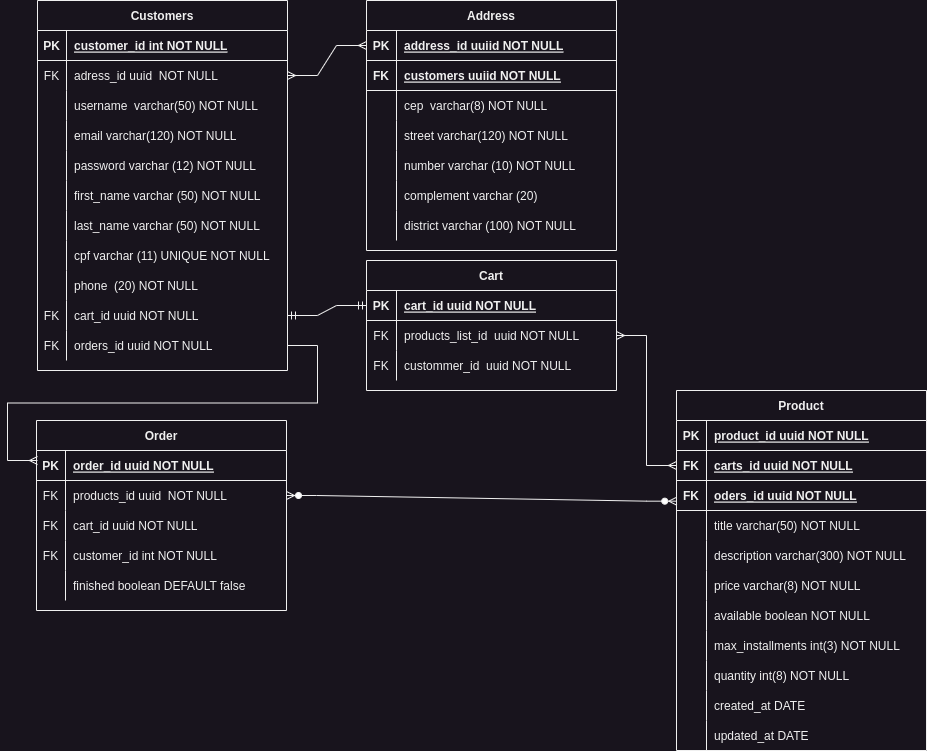 Customers
PK customer_id int NOT NULL
FK adress_id uuid NOT NULL
username varchar(50) NOT NULL
email varchar(120) NOT NULL
password varchar (12) NOT NULL
first_name varchar (50) NOT NULL
last_name varchar (50) NOT NULL
cpf varchar (11) UNIQUE NOT NULL
phone (20) NOT NULL
FK cart_id uuid NOT NULL
FK orders_id uuid NOT NULL
Address
PK address_id uuiid NOT NULL
FK customers uuiid NOT NULL
cep varchar(8) NOT NULL
street varchar(120) NOT NULL
number varchar (10) NOT NULL
complement varchar (20)
district varchar (100) NOT NULL
Cart
PK cart_id uuid NOT NULL
FK products_list_id uuid NOT NULL
FK custommer_id uuid NOT NULL
Order
PK order_id uuid NOT NULL
FK products_id uuid NOT NULL
FK cart_id uuid NOT NULL
FK customer_id int NOT NULL
finished boolean DEFAULT false
Product
PK product_id uuid NOT NULL
FK carts_id uuid NOT NULL
FK oders_id uuid NOT NULL
title varchar(50) NOT NULL
description varchar(300) NOT NULL
price varchar(8) NOT NULL
available boolean NOT NULL
max_installments int(3) NOT NULL
quantity int(8) NOT NULL
created_at DATE
updated_at DATE